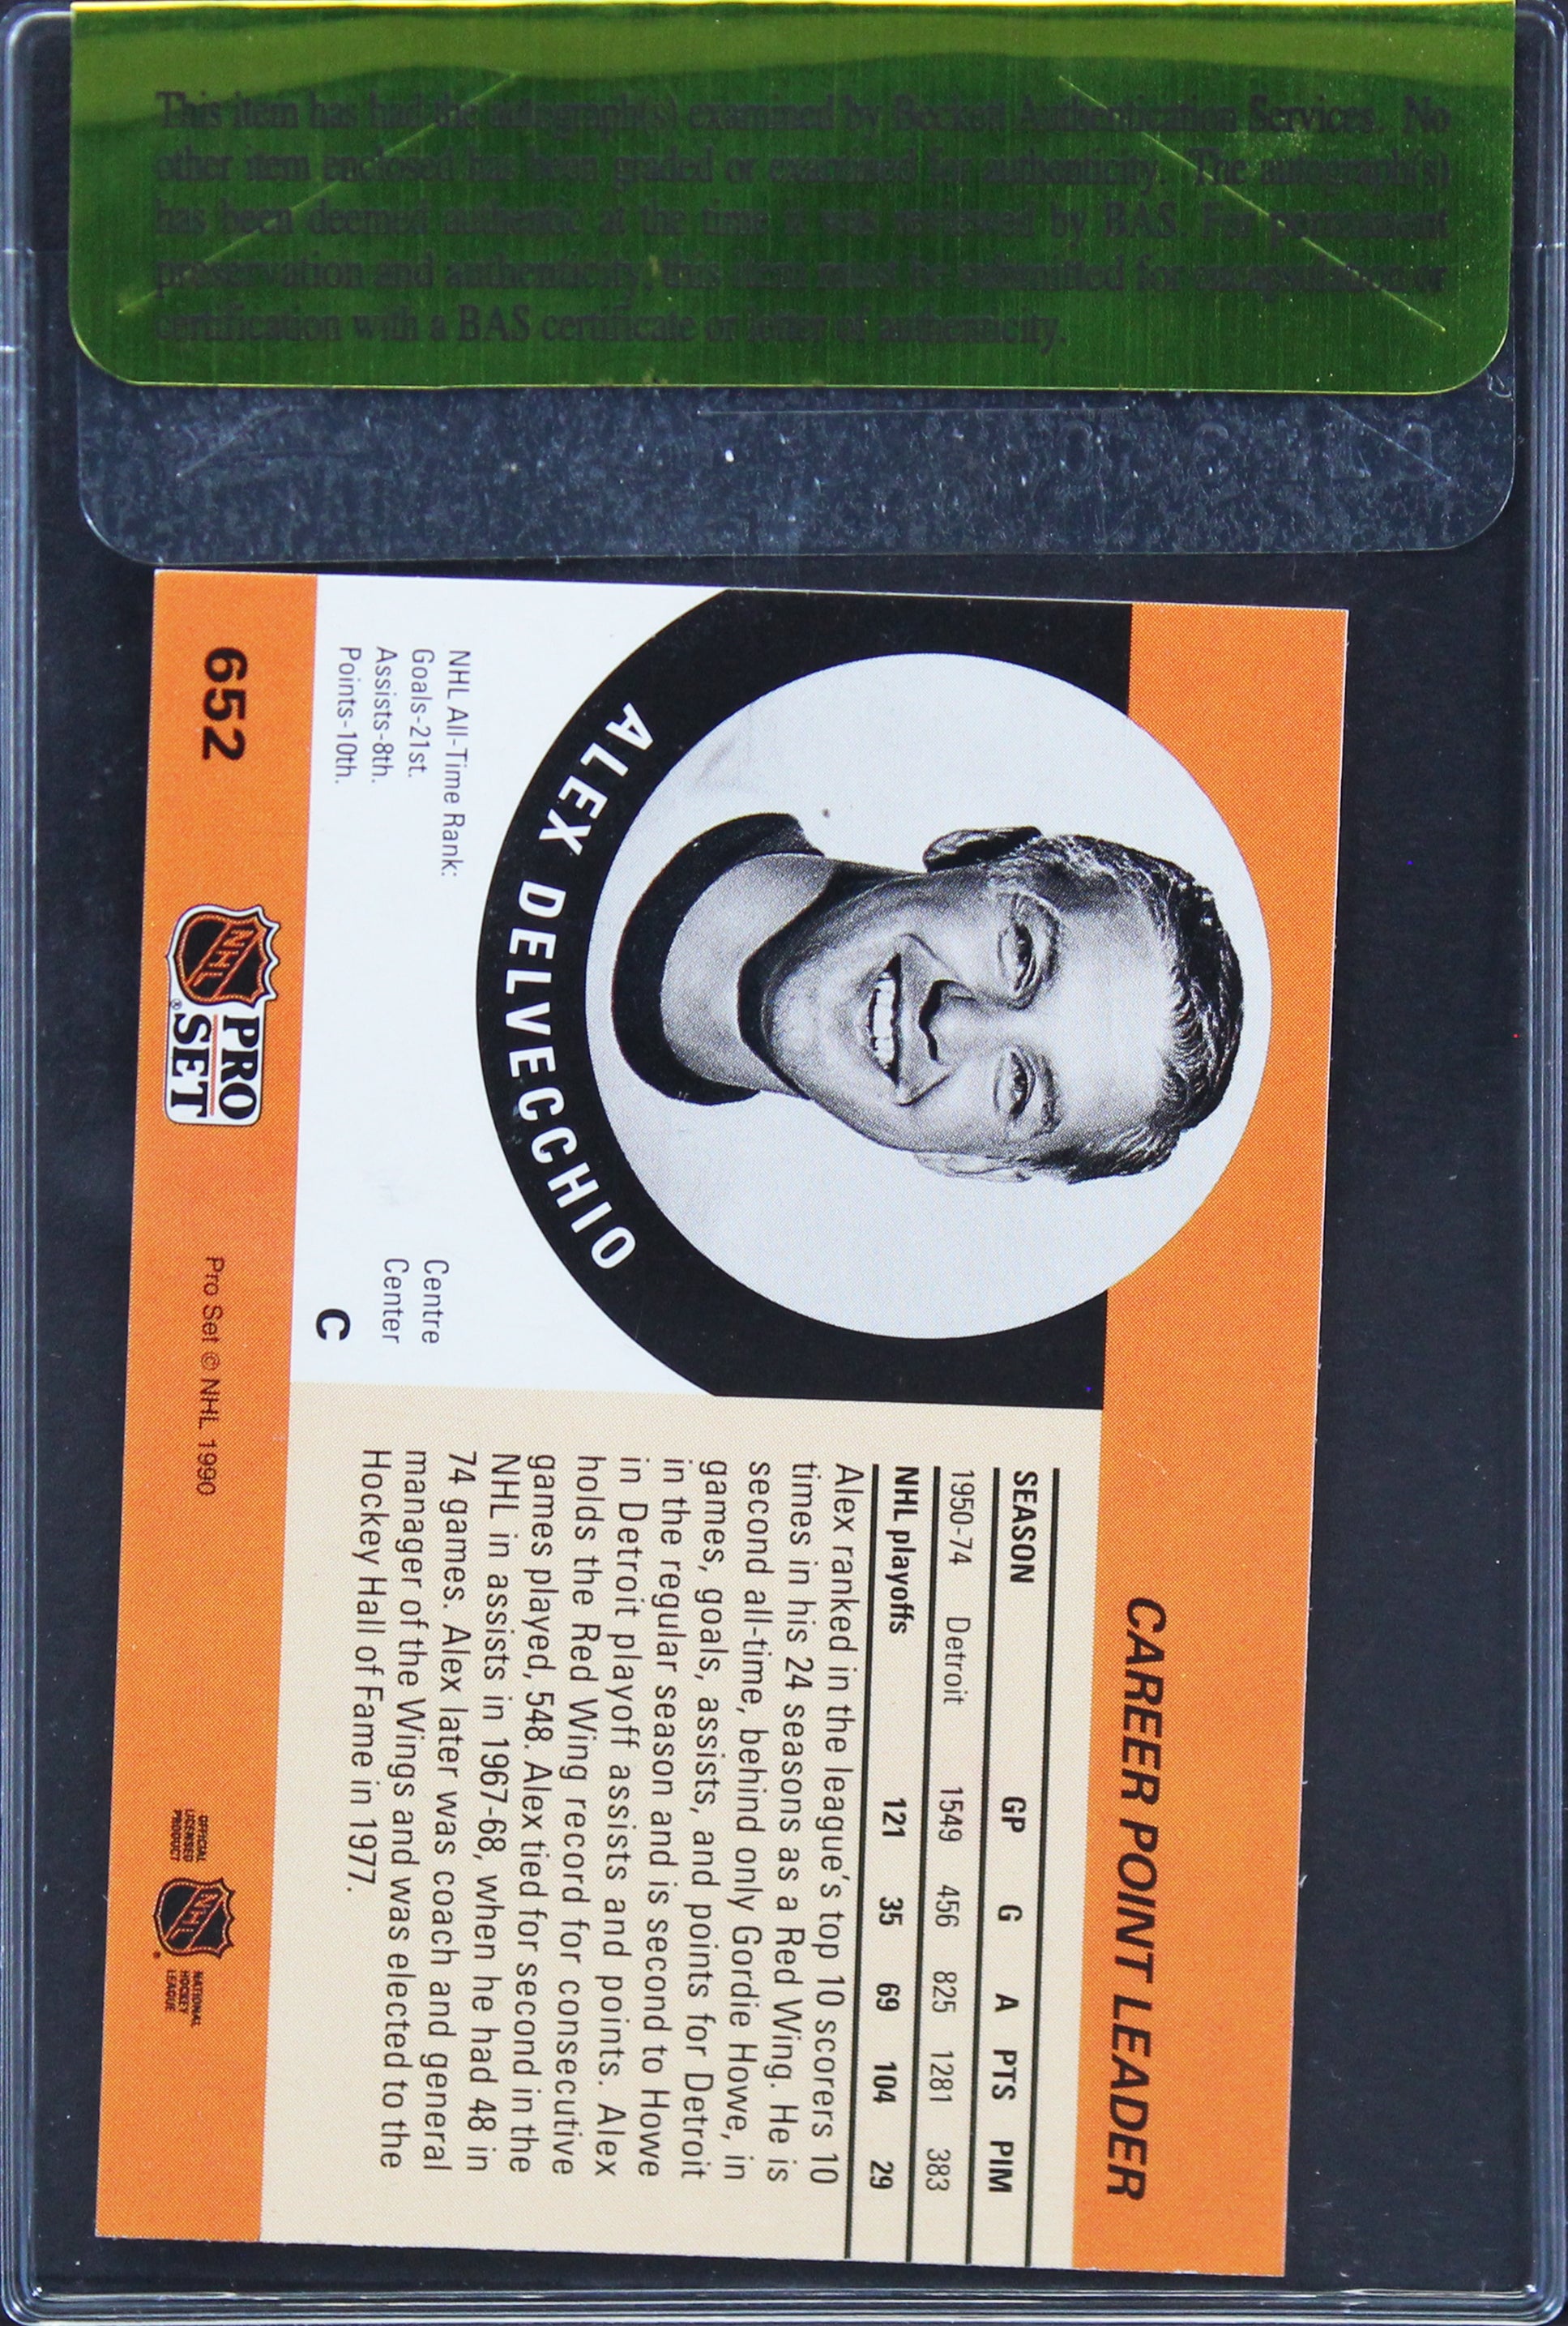 This item has had the autograph(s) examined by Beckett Authentication Services. No
other item enclosed has been graded or examined for authenticity. The autograph(s)
has been deemed authentic at the time it was reviewed by BAS. For permanent
preservation and authenticity, this item must be submitted for encapsulation or
certification with a BAS certificate or letter of authenticity.
CAREER POINT LEADER
ALEX DELVECCHIO
NHL All-Time Rank:
Goals-21st.
Assists-8th.
Points-10th.
Centre
Center
C
SEASON GP G A PTS PIM
1950-74 Detroit 1549 456 825 1281 383
NHL playoffs 121 35 69 104 29
Alex ranked in the league's top 10 scorers 10
times in his 24 seasons as a Red Wing. He is
second all-time, behind only Gordie Howe, in
games, goals, assists, and points for Detroit
in the regular season and is second to Howe
in Detroit playoff assists and points. Alex
holds the Red Wing record for consecutive
games played, 548. Alex tied for second in the
NHL in assists in 1967-68, when he had 48 in
74 games. Alex later was coach and general
manager of the Wings and was elected to the
Hockey Hall of Fame in 1977.
652
NHL
®
PRO
SET
Pro Set © NHL 1990
OFFICIAL
LICENSED
PRODUCT
NHL
NATIONAL
HOCKEY
LEAGUE